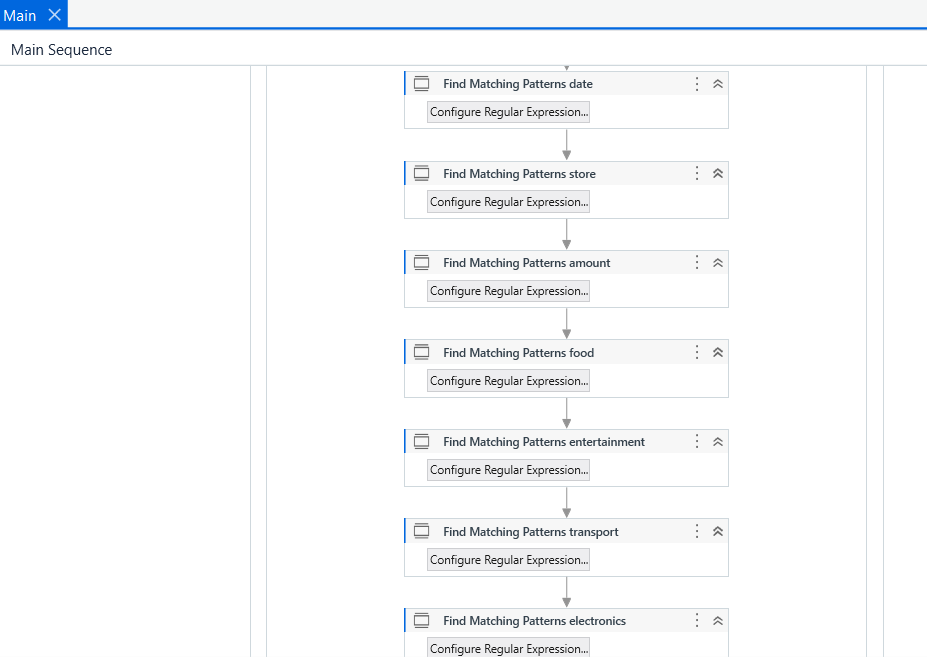 Main
Main Sequence
Find Matching Patterns date
Configure Regular Expression...
Find Matching Patterns store
Configure Regular Expression...
Find Matching Patterns amount
Configure Regular Expression...
Find Matching Patterns food
Configure Regular Expression...
Find Matching Patterns entertainment
Configure Regular Expression...
Find Matching Patterns transport
Configure Regular Expression...
Find Matching Patterns electronics
Configure Regular Expression...